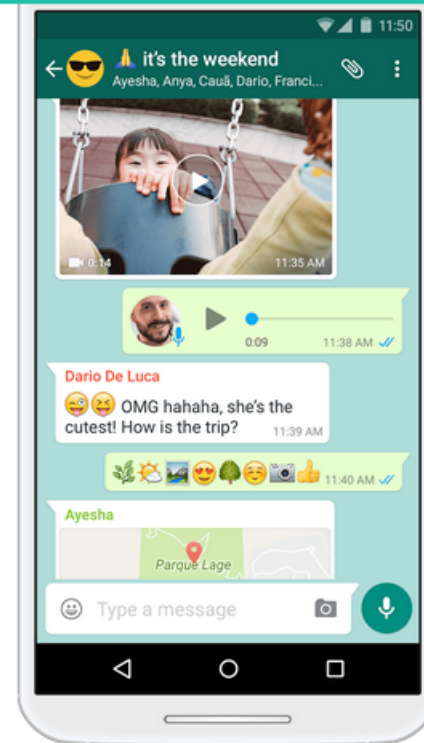 11:50
🙏 it's the weekend
Ayesha, Anya, Cauã, Dario, Franci...
0:14
11:35 AM
0:09
11:38 AM
Dario De Luca
😜😝 OMG hahaha, she's the
cutest! How is the trip?
11:39 AM
🌿🌤🏞😍🌳☺️📷👍 11:40 AM
Ayesha
Parque Lage
Type a message